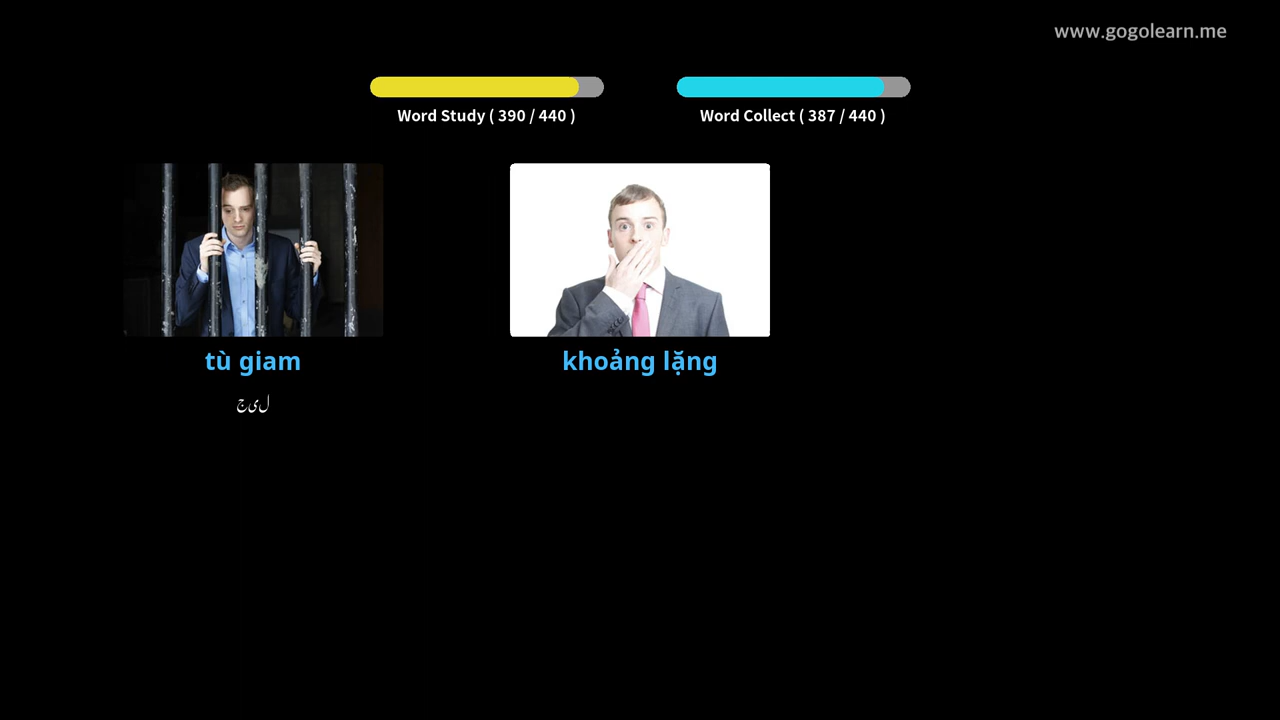 www.gogolearn.me
Word Study ( 390 / 440 )
Word Collect ( 387 / 440 )
tù giam
khoảng lặng
جیل